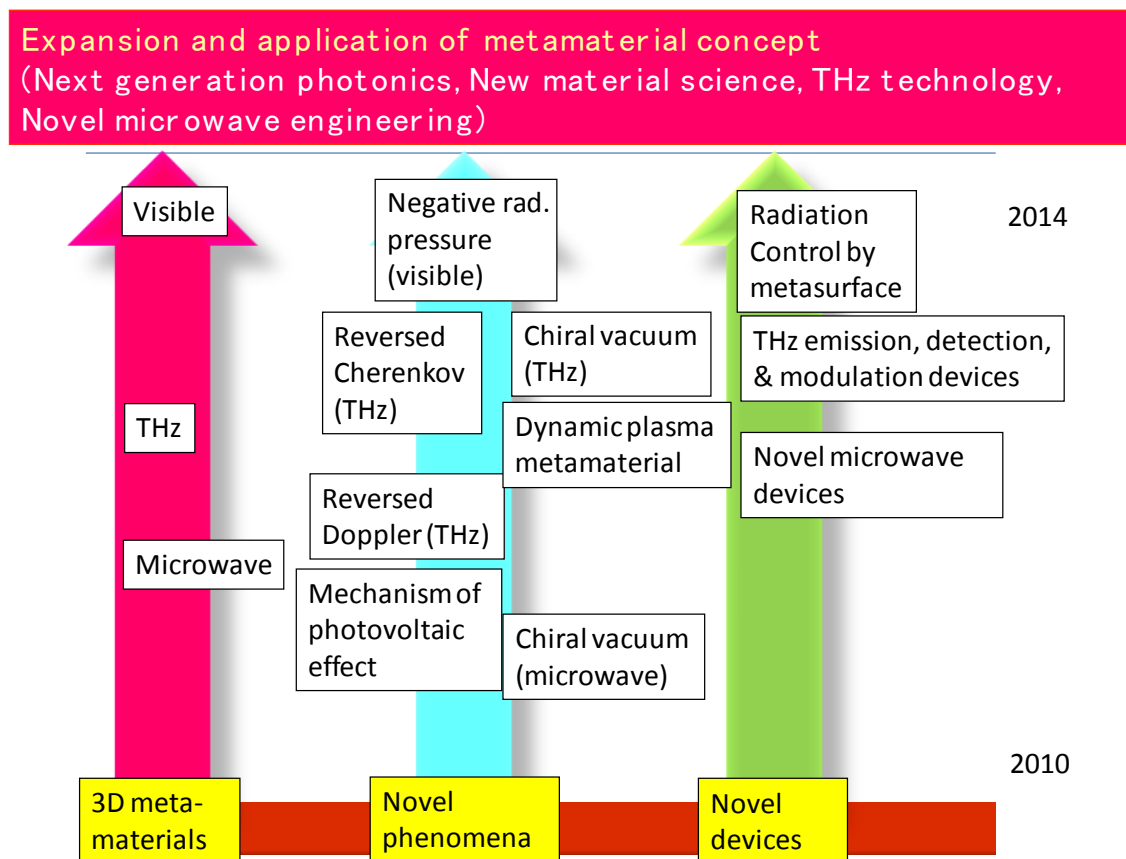 Expansion and application of metamaterial concept
(Next generation photonics, New material science, THz technology,
Novel microwave engineering)
Visible
Negative rad.
pressure
(visible)
Radiation
Control by
metasurface
2014
Reversed
Cherenkov
(THz)
Chiral vacuum
(THz)
THz emission, detection,
& modulation devices
THz
Dynamic plasma
metamaterial
Novel microwave
devices
Reversed
Doppler (THz)
Microwave
Mechanism of
photovoltaic
effect
Chiral vacuum
(microwave)
2010
3D meta-
materials
Novel
phenomena
Novel
devices